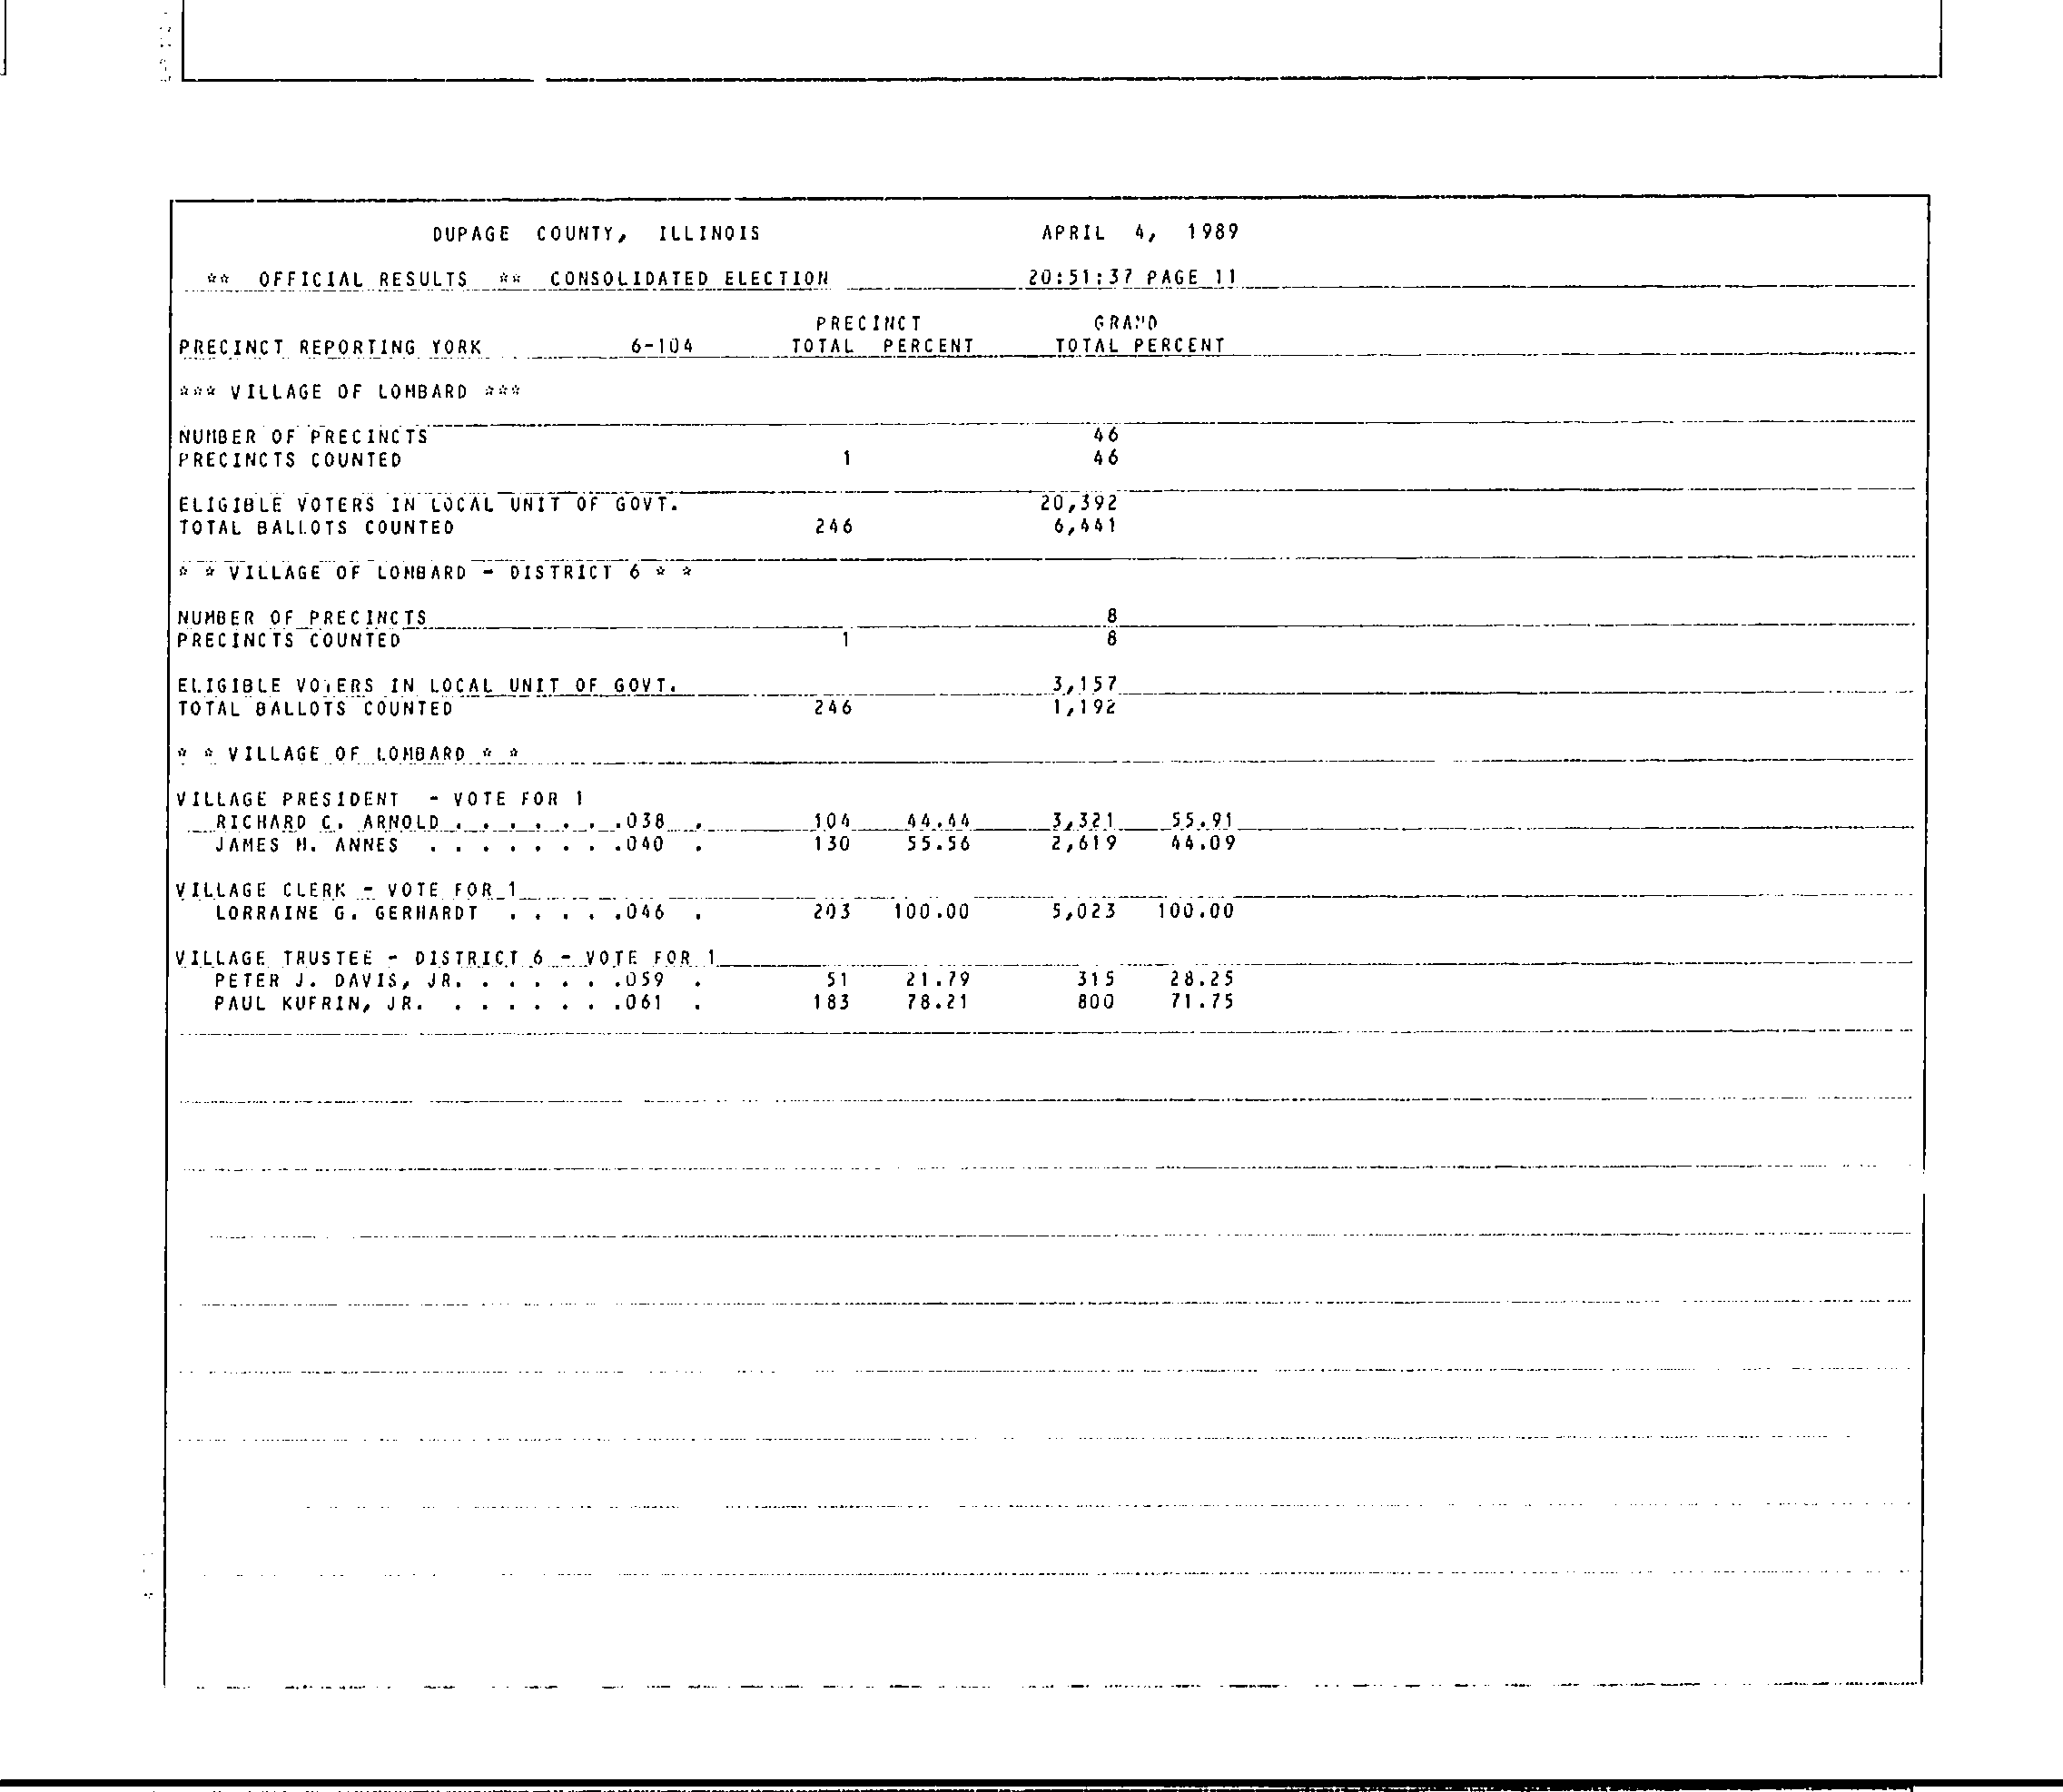 DUPAGE COUNTY, ILLINOIS APRIL 4, 1989
** OFFICIAL RESULTS ** CONSOLIDATED ELECTION 20:51:37 PAGE 11
PRECINCT GRAND
PRECINCT REPORTING YORK 6-104 TOTAL PERCENT TOTAL PERCENT
*** VILLAGE OF LOMBARD ***
NUMBER OF PRECINCTS 46
PRECINCTS COUNTED 1 46
ELIGIBLE VOTERS IN LOCAL UNIT OF GOVT. 20,392
TOTAL BALLOTS COUNTED 246 6,441
* * VILLAGE OF LOMBARD - DISTRICT 6 * *
NUMBER OF PRECINCTS 8
PRECINCTS COUNTED 1 8
ELIGIBLE VOTERS IN LOCAL UNIT OF GOVT. 3,157
TOTAL BALLOTS COUNTED 246 1,192
* * VILLAGE OF LOMBARD * *
VILLAGE PRESIDENT - VOTE FOR 1
RICHARD C. ARNOLD . . . . . . .038 . 104 44.44 3,321 55.91
JAMES M. ANNES . . . . . . . .040 . 130 55.56 2,619 44.09
VILLAGE CLERK - VOTE FOR 1
LORRAINE G. GERHARDT . . . . .046 . 203 100.00 5,023 100.00
VILLAGE TRUSTEE - DISTRICT 6 - VOTE FOR 1
PETER J. DAVIS, JR. . . . . . .059 . 51 21.79 315 28.25
PAUL KUFRIN, JR. . . . . . . .061 . 183 78.21 800 71.75